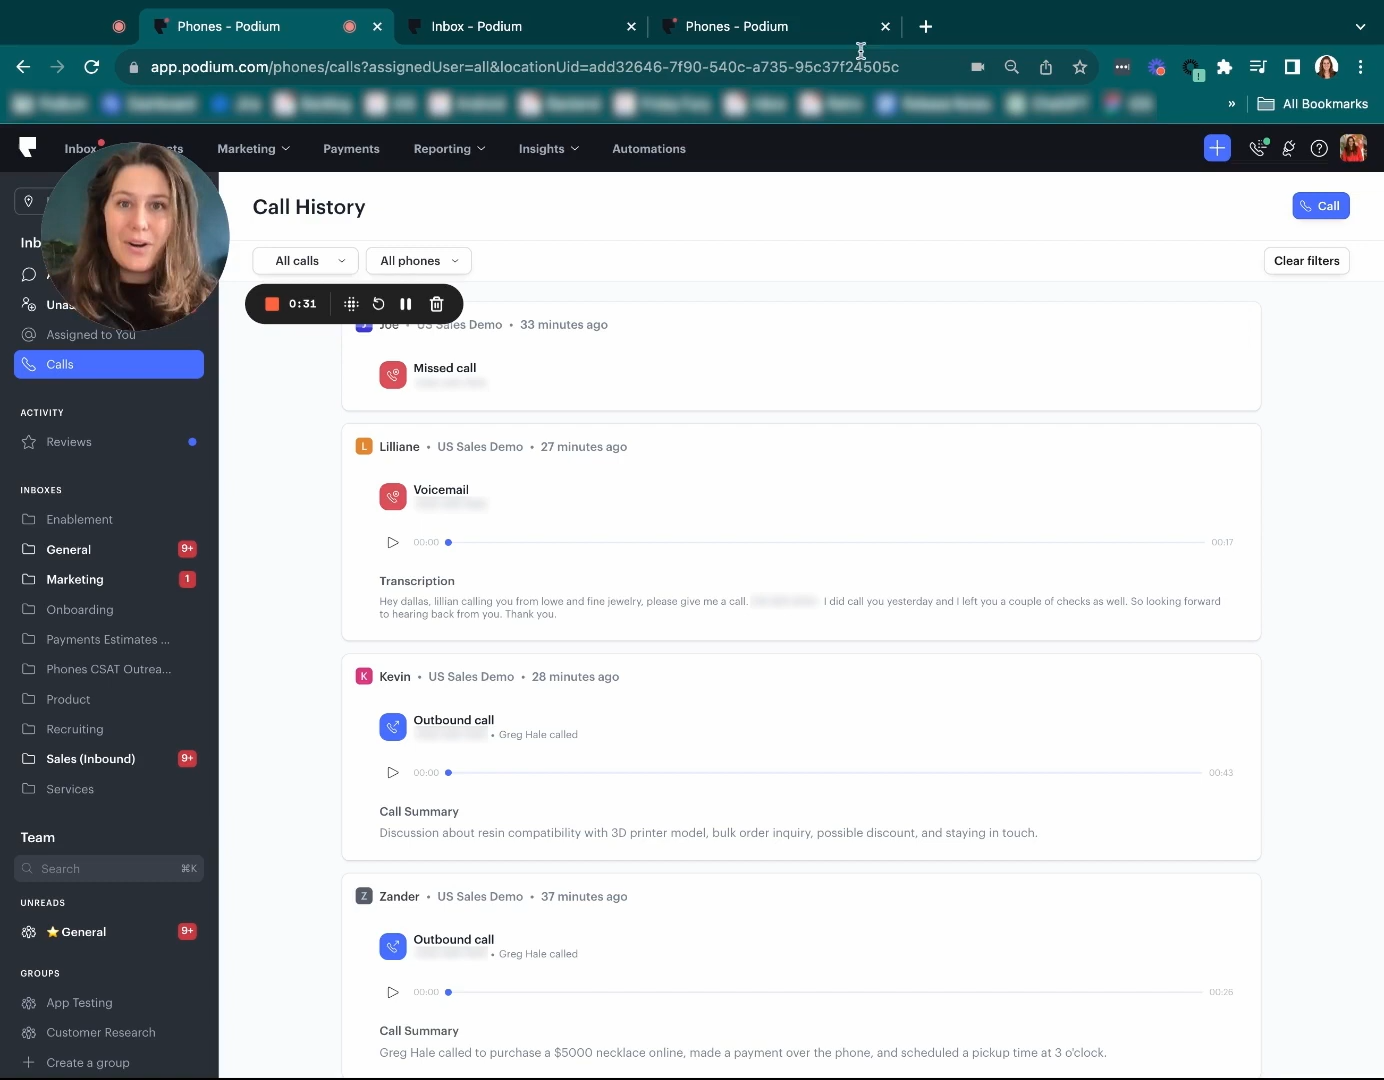 Phones - Podium
Inbox - Podium
Phones - Podium
app.podium.com/phones/calls?assignedUser=all&locationUid=add32646-7f90-540c-a735-95c37f24505c
» All Bookmarks
Inbox
Marketing
Payments
Reporting
Insights
Automations
Call History
Call
All calls
All phones
Clear filters
0:31
Inb
Unas
Assigned to You
Calls
ACTIVITY
Reviews
INBOXES
Enablement
General 9+
Marketing 1
Onboarding
Payments Estimates ...
Phones CSAT Outrea...
Product
Recruiting
Sales (Inbound) 9+
Services
Team
Search ⌘K
UNREADS
⭐ General 9+
GROUPS
App Testing
Customer Research
Create a group
Joe • US Sales Demo • 33 minutes ago
Missed call
L Lilliane • US Sales Demo • 27 minutes ago
Voicemail
00:00 00:17
Transcription
Hey dallas, lillian calling you from lowe and fine jewelry, please give me a call. I did call you yesterday and I left you a couple of checks as well. So looking forward
to hearing back from you. Thank you.
K Kevin • US Sales Demo • 28 minutes ago
Outbound call
• Greg Hale called
00:00 00:43
Call Summary
Discussion about resin compatibility with 3D printer model, bulk order inquiry, possible discount, and staying in touch.
Z Zander • US Sales Demo • 37 minutes ago
Outbound call
• Greg Hale called
00:00 00:26
Call Summary
Greg Hale called to purchase a $5000 necklace online, made a payment over the phone, and scheduled a pickup time at 3 o'clock.